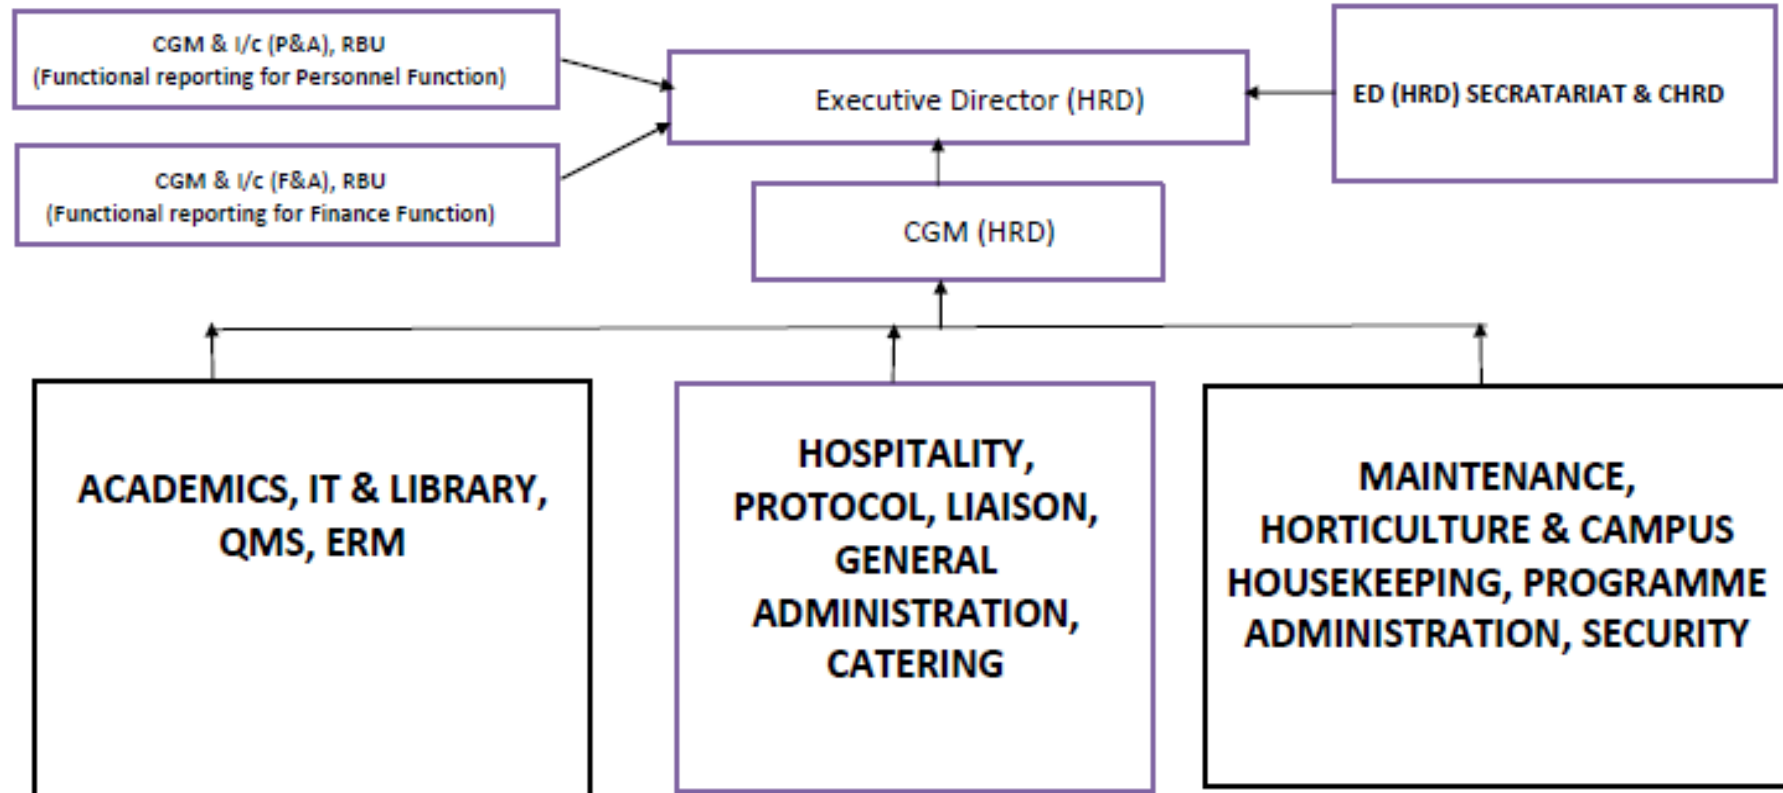 CGM & I/c (P&A), RBU
(Functional reporting for Personnel Function)
Executive Director (HRD)
ED (HRD) SECRATARIAT & CHRD
CGM & I/c (F&A), RBU
(Functional reporting for Finance Function)
CGM (HRD)
ACADEMICS, IT & LIBRARY,
QMS, ERM
HOSPITALITY,
PROTOCOL, LIAISON,
GENERAL
ADMINISTRATION,
CATERING
MAINTENANCE,
HORTICULTURE & CAMPUS
HOUSEKEEPING, PROGRAMME
ADMINISTRATION, SECURITY